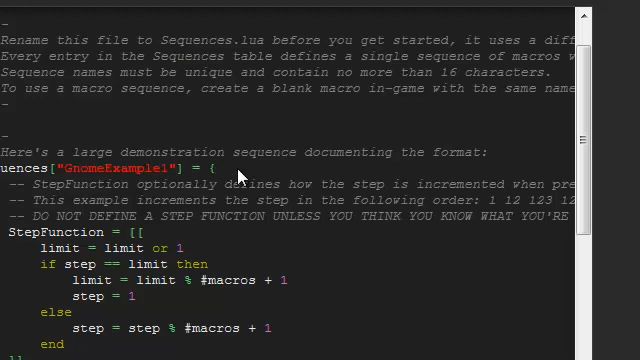 -
Rename this file to Sequences.lua before you get started, it uses a diff
Every entry in the Sequences table defines a single sequence of macros w
Sequence names must be unique and contain no more than 16 characters.
To use a macro sequence, create a blank macro in-game with the same name
-
-
Here's a large demonstration sequence documenting the format:
uences["GnomeExample1"] = {
-- StepFunction optionally defines how the step is incremented when pre
-- This example increments the step in the following order: 1 12 123 12
-- DO NOT DEFINE A STEP FUNCTION UNLESS YOU THINK YOU KNOW WHAT YOU'RE
StepFunction = [[
limit = limit or 1
if step == limit then
limit = limit % #macros + 1
step = 1
else
step = step % #macros + 1
end
]]